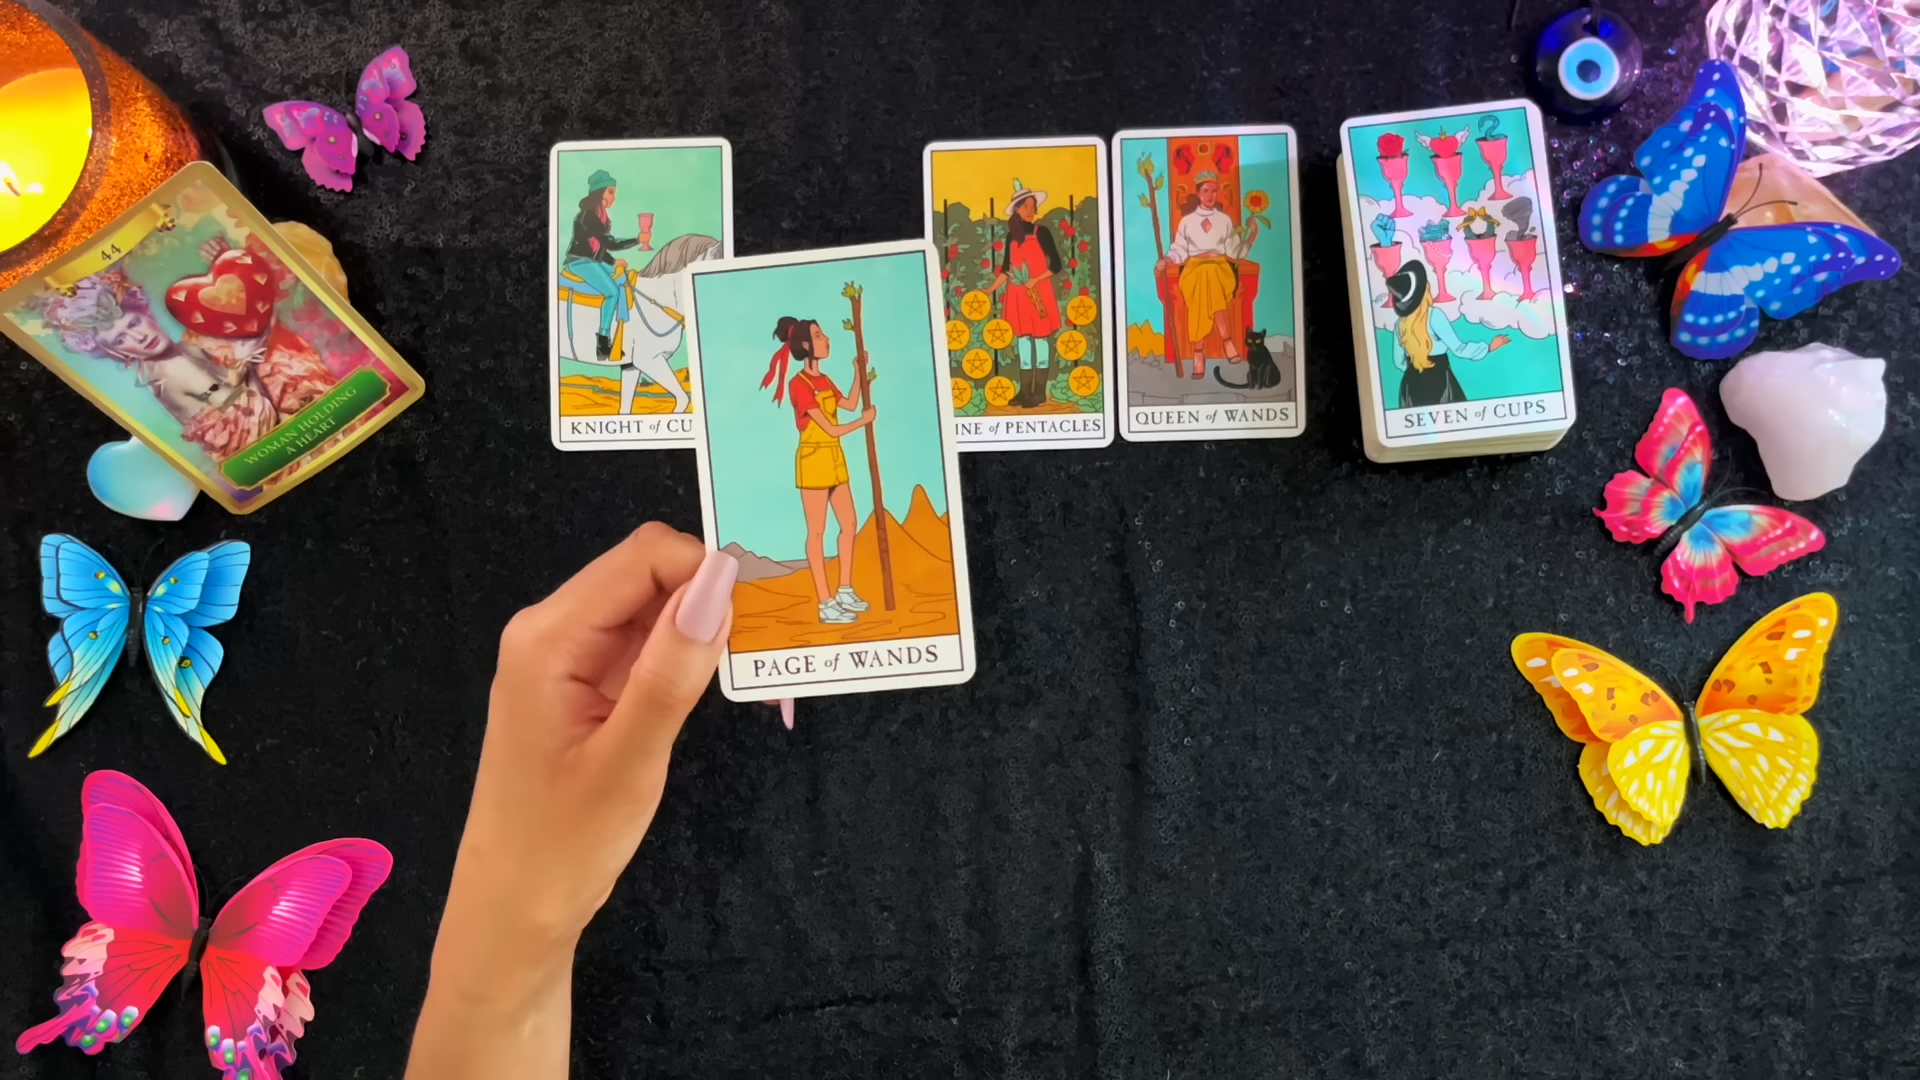 44
WOMAN HOLDING
A HEART
KNIGHT of CU
PAGE of WANDS
INE of PENTACLES
QUEEN of WANDS
SEVEN of CUPS